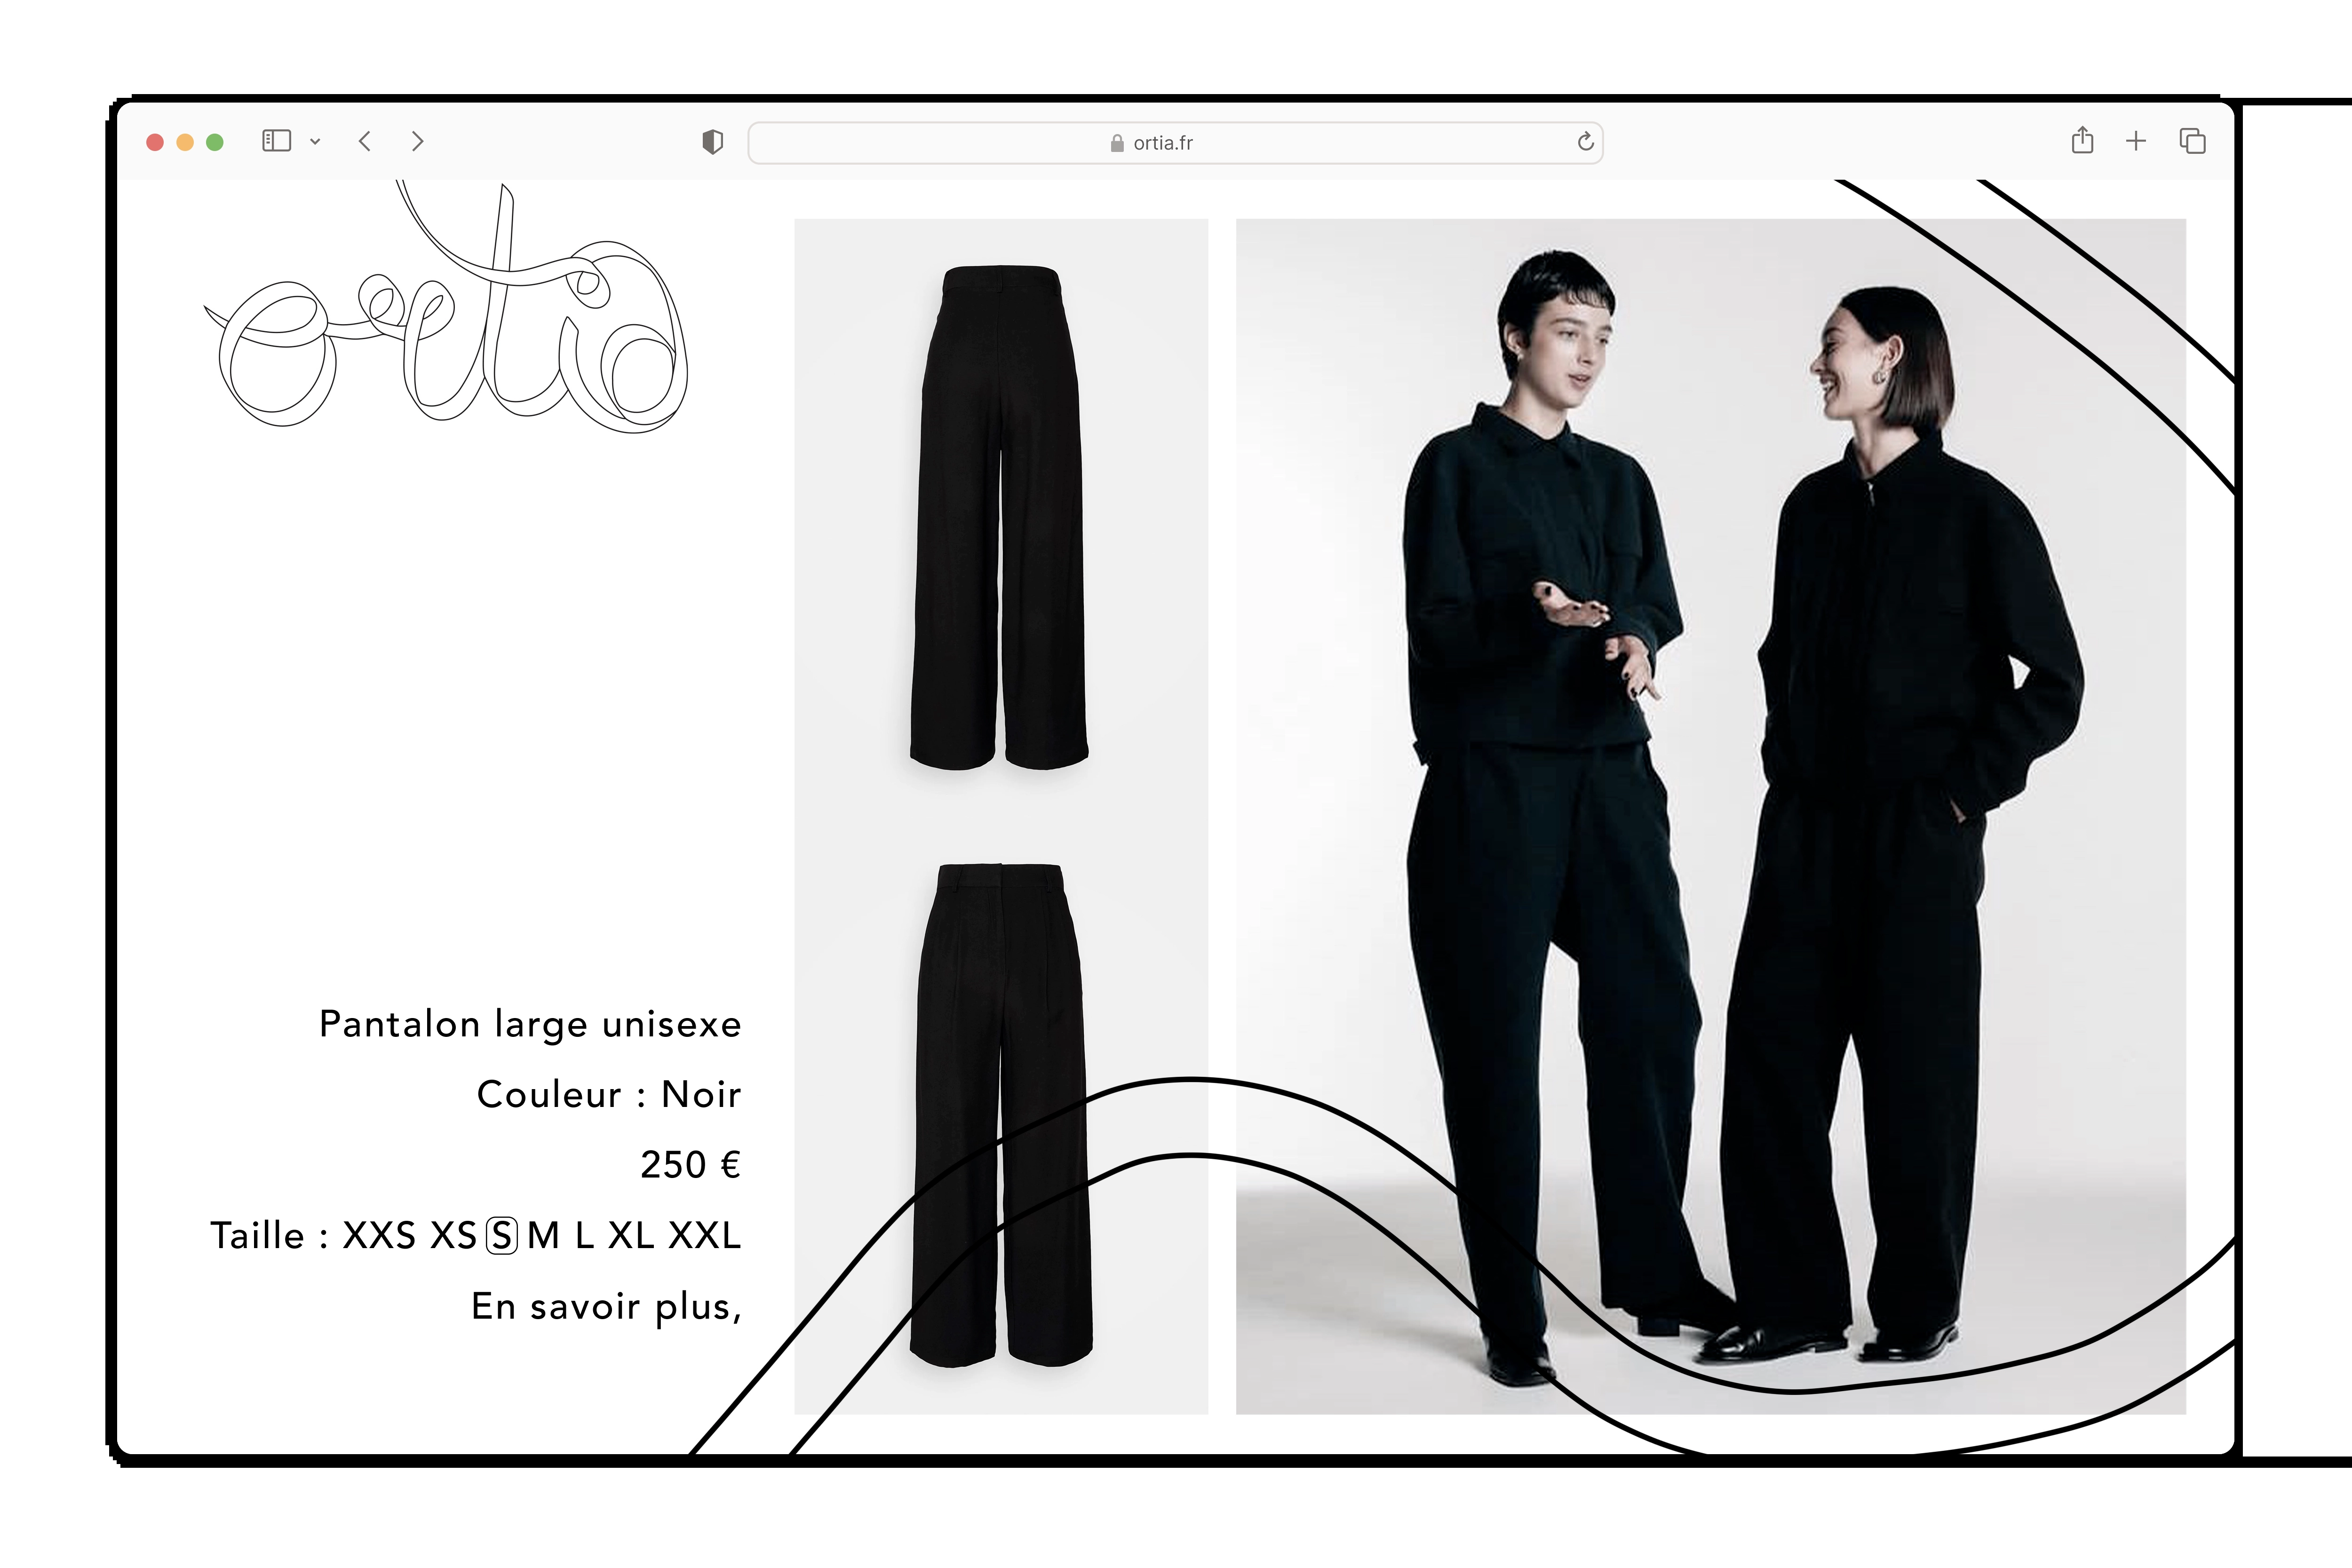 ortia.fr
ortia
Pantalon large unisexe
Couleur : Noir
250 €
Taille : XXS XS S M L XL XXL
En savoir plus,